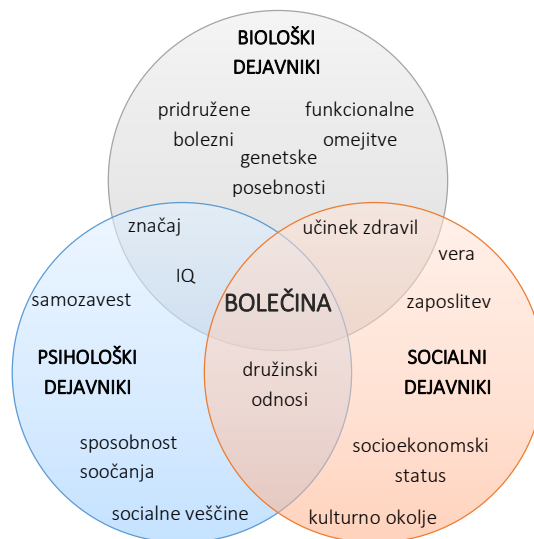 BIOLOŠKI
DEJAVNIKI
pridružene
bolezni
funkcionalne
omejitve
genetske
posebnosti
značaj
učinek zdravil
IQ
vera
samozavest
BOLEČINA
zaposlitev
PSIHOLOŠKI
DEJAVNIKI
družinski
odnosi
SOCIALNI
DEJAVNIKI
sposobnost
soočanja
socioekonomski
status
socialne veščine
kulturno okolje